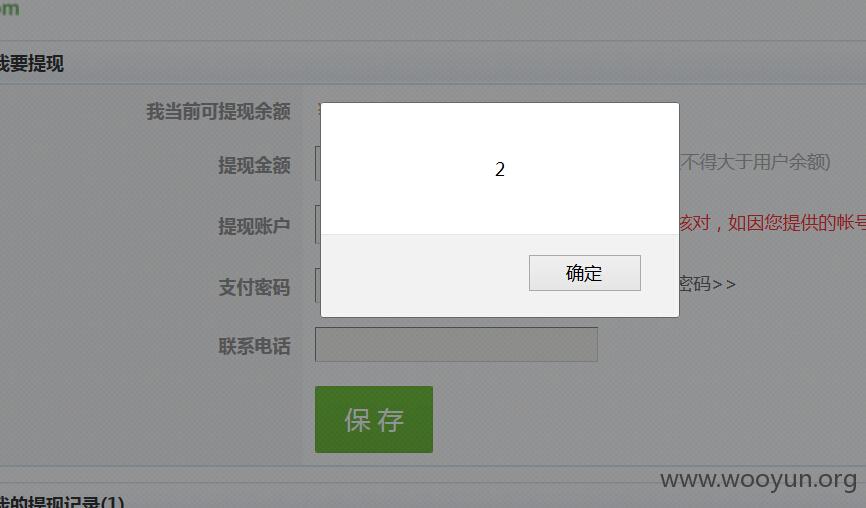 om
我要提现
我当前可提现余额
提现金额
不得大于用户余额)
2
提现账户
核对，如因您提供的帐号
确定
支付密码
密码>>
联系电话
保 存
www.wooyun.org
我的提现记录(1)